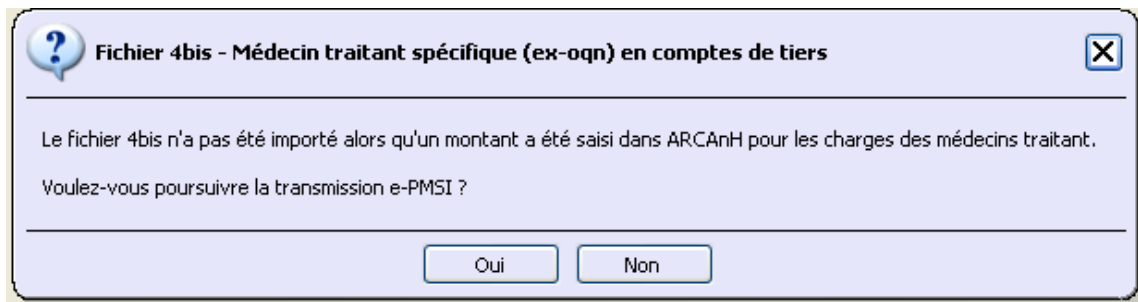 Fichier 4bis - Médecin traitant spécifique (ex-oqn) en comptes de tiers
Le fichier 4bis n'a pas été importé alors qu'un montant a été saisi dans ARCAnH pour les charges des médecins traitant.
Voulez-vous poursuivre la transmission e-PMSI ?
Oui Non